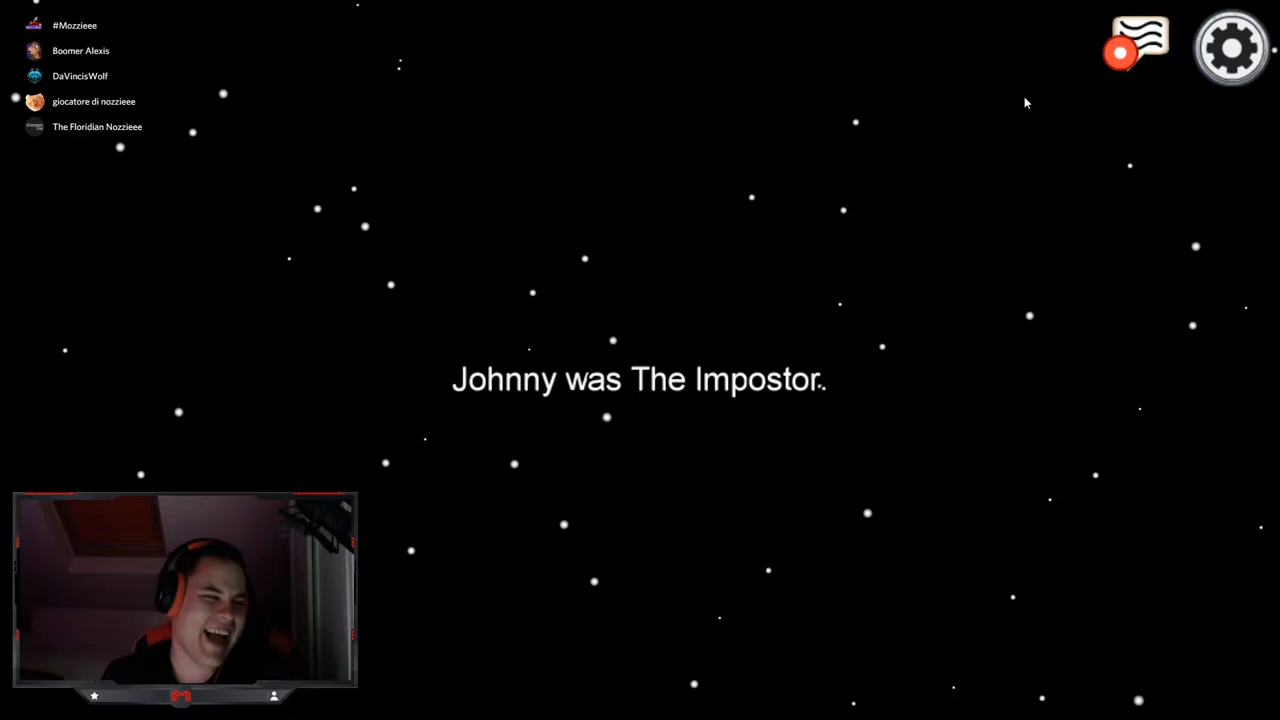 #Mozzieee
Boomer Alexis
DaVincisWolf
giocatore di nozzieee
The Floridian Nozzieee
Johnny was The Impostor.